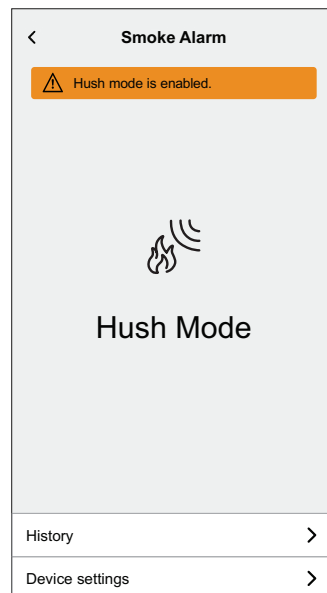 Smoke Alarm
Hush mode is enabled.
Hush Mode
History
Device settings